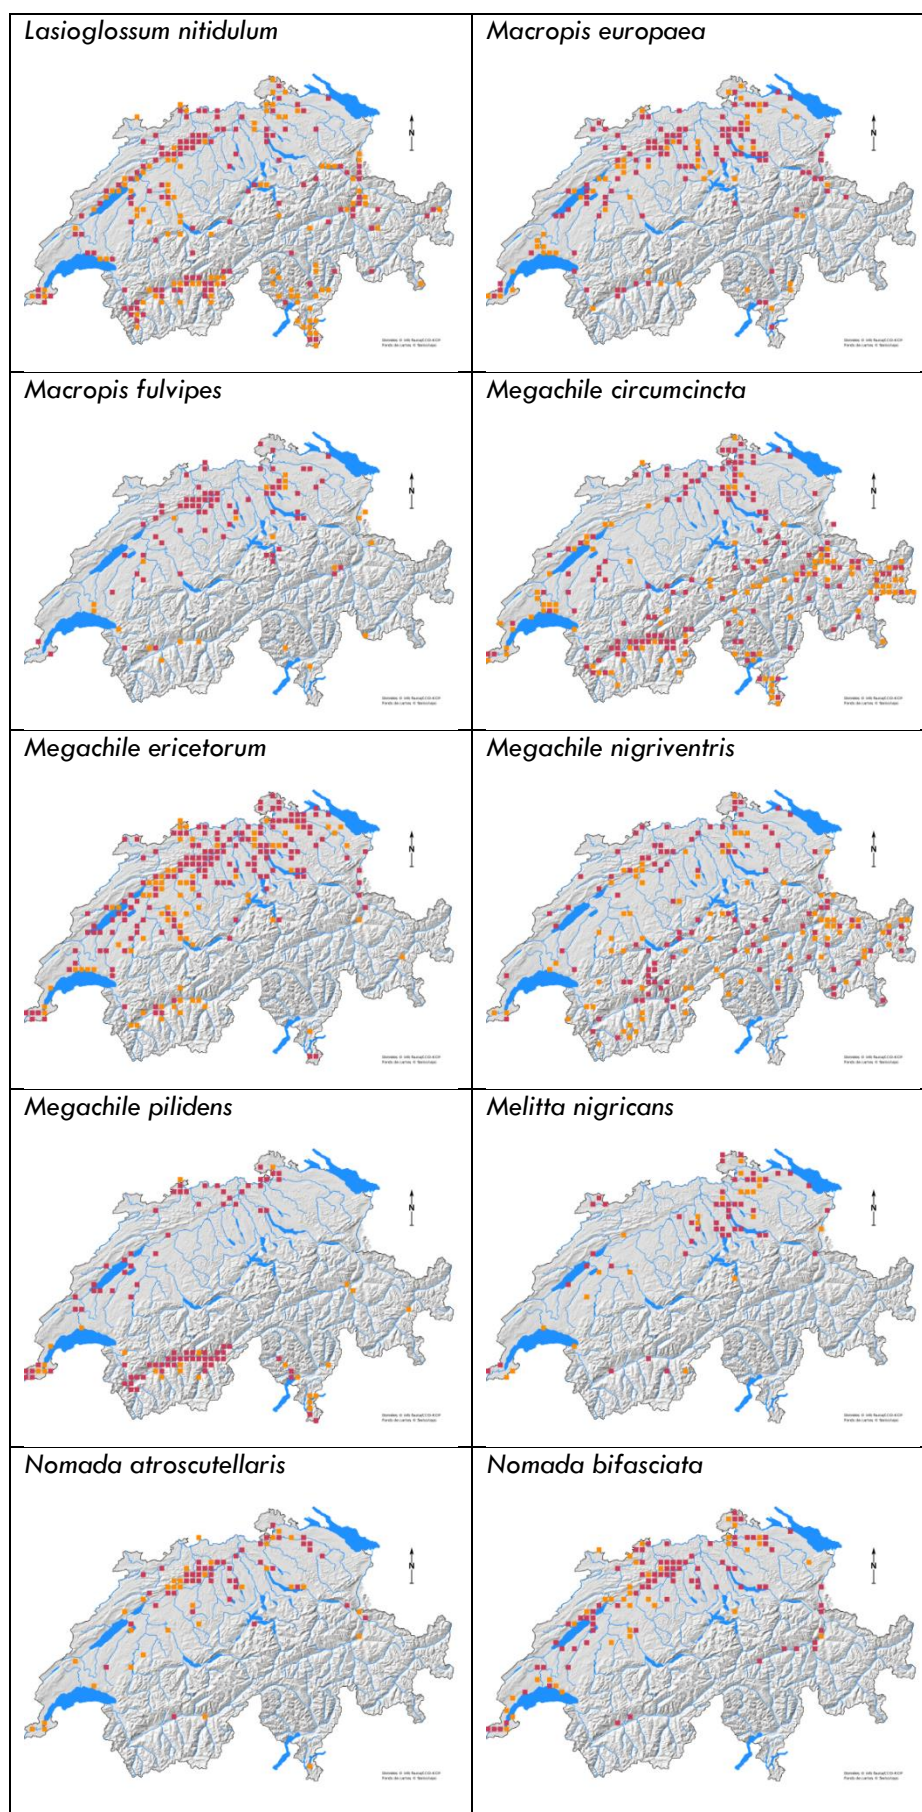 Lasioglossum nitidulum
Macropis europaea
N
N
Macropis fulvipes
Megachile circumcincta
N
N
Megachile ericetorum
Megachile nigriventris
N
N
Megachile pilidens
Melitta nigricans
N
N
Nomada atroscutellaris
Nomada bifasciata
N
N